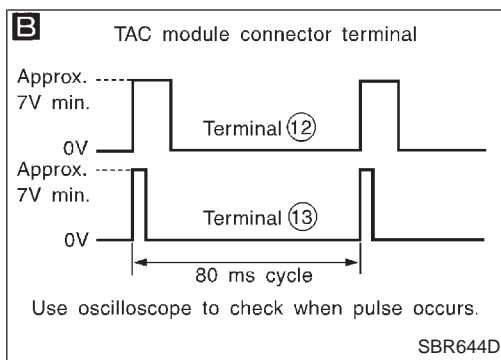 B
TAC module connector terminal
Approx.
7V min.
Terminal 12
0V
Approx.
7V min.
Terminal 13
0V
80 ms cycle
Use oscilloscope to check when pulse occurs.
SBR644D